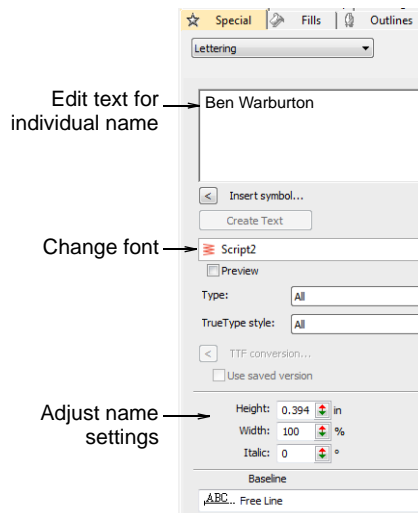 Special Fills Outlines
Lettering
Edit text for
individual name
Ben Warburton
< Insert symbol...
Create Text
Change font
Script2
Preview
Type: All
TrueType style: All
< TTF conversion...
Use saved version
Adjust name
settings
Height: 0.394 in
Width: 100 %
Italic: 0 °
Baseline
ABC... Free Line